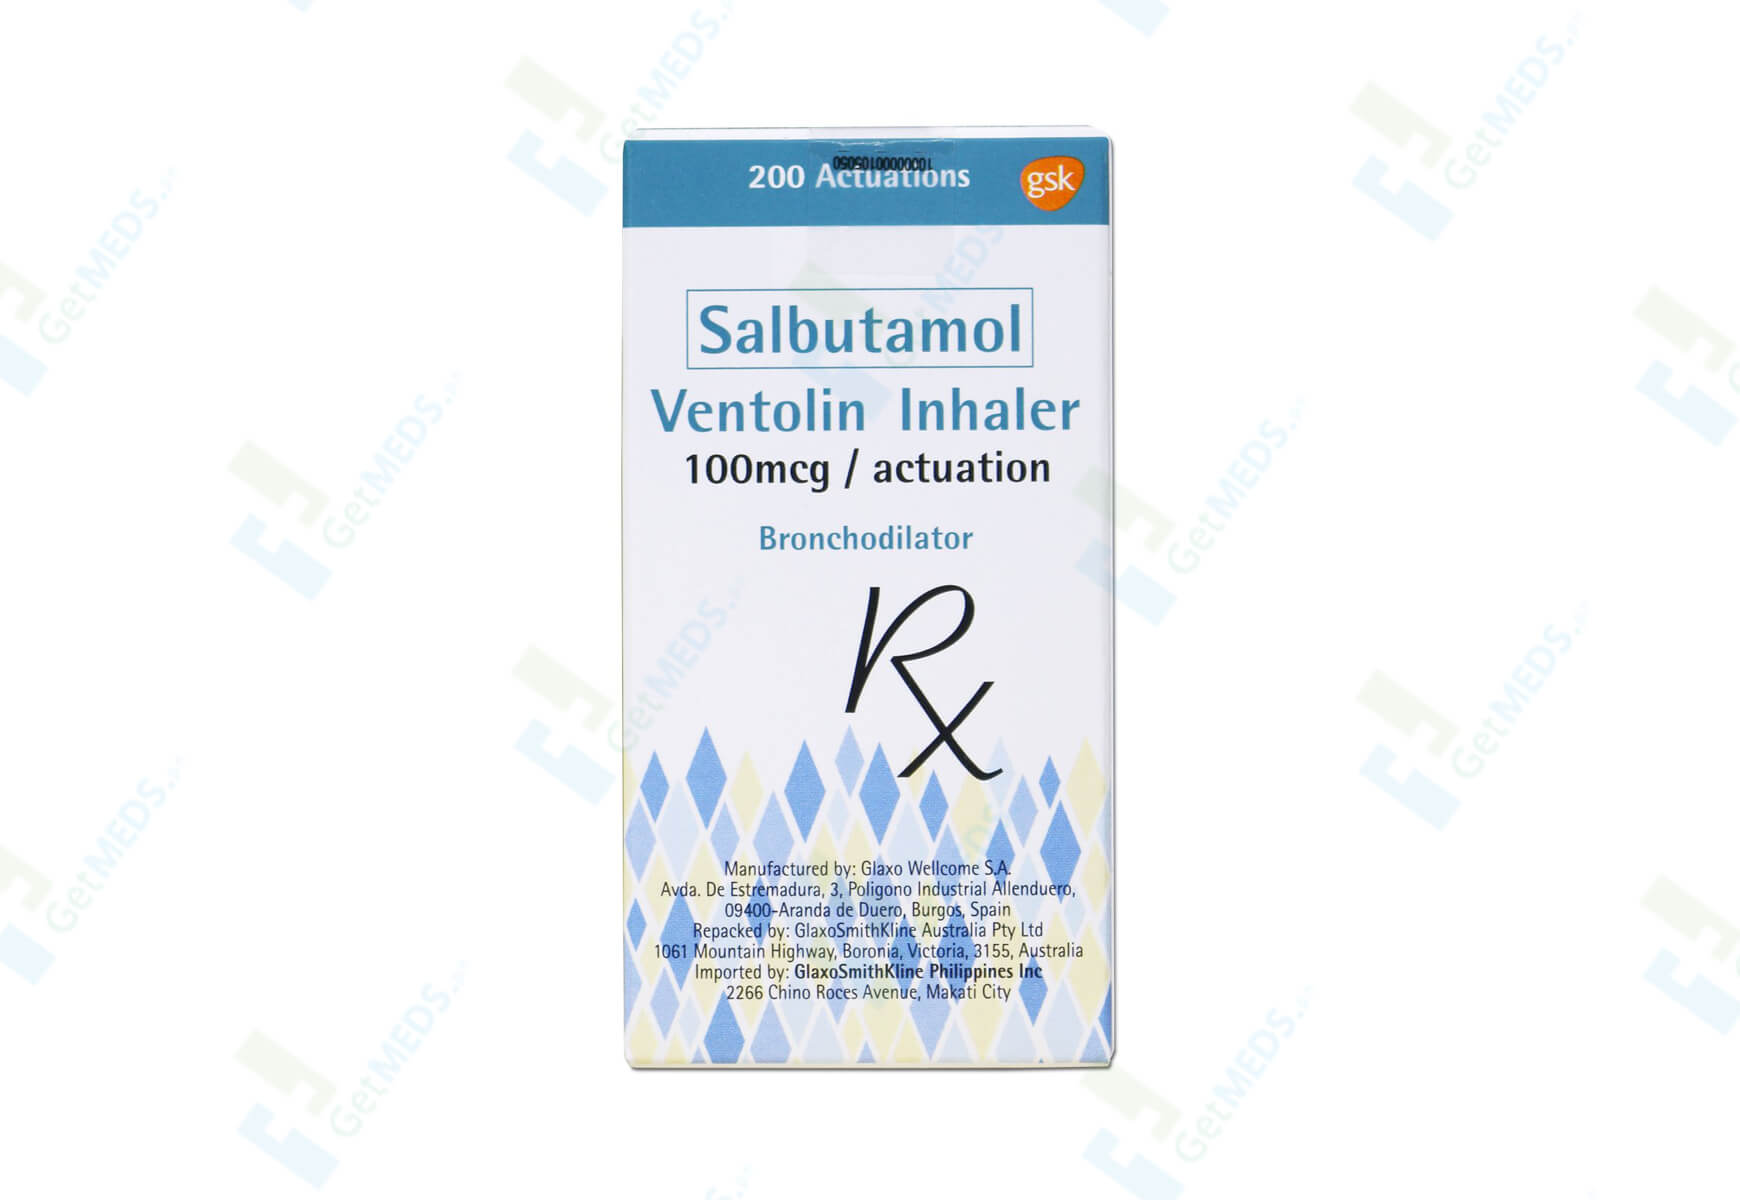 1000000000105050
200 Actuations
gsk
Salbutamol
Ventolin Inhaler
100mcg / actuation
Bronchodilator
Rx
Manufactured by: Glaxo Wellcome S.A.
Avda. De Estremadura, 3, Poligono Industrial Allenduero,
09400-Aranda de Duero, Burgos, Spain
Repacked by: GlaxoSmithKline Australia Pty Ltd
1061 Mountain Highway, Boronia, Victoria, 3155, Australia
Imported by: GlaxoSmithKline Philippines Inc
2266 Chino Roces Avenue, Makati City
GetMEDS